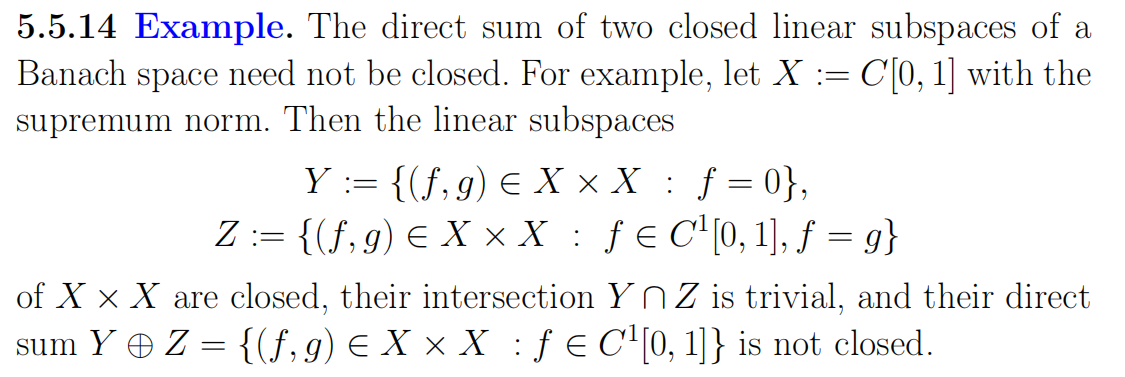 5.5.14 Example. The direct sum of two closed linear subspaces of a
Banach space need not be closed. For example, let X := C[0, 1] with the
supremum norm. Then the linear subspaces
Y := {(f, g) ∈ X × X : f = 0},
Z := {(f, g) ∈ X × X : f ∈ C¹[0, 1], f = g}
of X × X are closed, their intersection Y ∩ Z is trivial, and their direct
sum Y ⊕ Z = {(f, g) ∈ X × X : f ∈ C¹[0, 1]} is not closed.